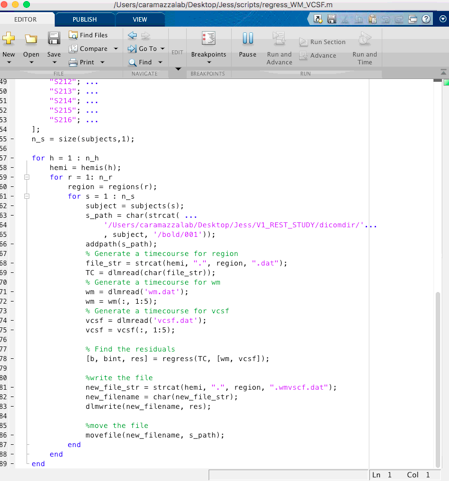 /Users/caramazzalab/Desktop/Jess/scripts/regress_WM_VCSF.m
EDITOR PUBLISH VIEW
New Open Save Find Files Compare Print Go To Find EDIT Breakpoints Pause Run and Advance Run Section Advance Run and Time
FILE NAVIGATE BREAKPOINTS RUN
49 "S212"; ...
50 "S213"; ...
51 "S214"; ...
52 "S215"; ...
53 "S216"; ...
54 ];
55 n_s = size(subjects,1);
56
57 for h = 1 : n_h
58 hemi = hemis(h);
59 for r = 1: n_r
60 region = regions(r);
61 for s = 1 : n_s
62 subject = subjects(s);
63 s_path = char(strcat( ...
64 '/Users/caramazzalab/Desktop/Jess/V1_REST_STUDY/dicomdir/'...
65 , subject, '/bold/001'));
66 addpath(s_path);
67 % Generate a timecourse for region
68 file_str = strcat(hemi, ".", region, ".dat");
69 TC = dlmread(char(file_str));
70 % Generate a timecourse for wm
71 wm = dlmread('wm.dat');
72 wm = wm(:, 1:5);
73 % Generate a timecourse for vcsf
74 vcsf = dlmread('vcsf.dat');
75 vcsf = vcsf(:, 1:5);
76
77 % Find the residuals
78 [b, bint, res] = regress(TC, [wm, vcsf]);
79
80 %write the file
81 new_file_str = strcat(hemi, ".", region, ".wmvscf.dat");
82 new_filename = char(new_file_str);
83 dlmwrite(new_filename, res);
84
85 %move the file
86 movefile(new_filename, s_path);
87 end
88 end
89 end
Ln 1 Col 1